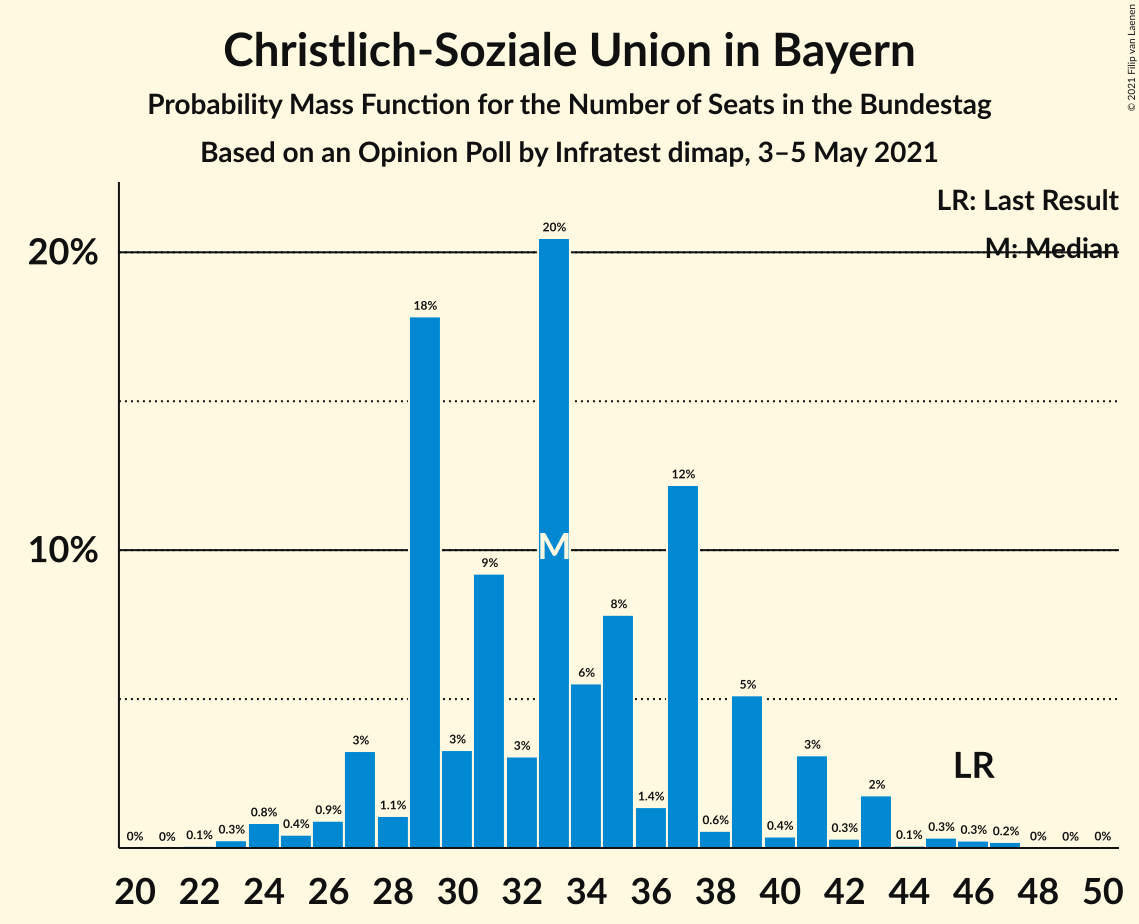 Christlich-Soziale Union in Bayern
Probability Mass Function for the Number of Seats in the Bundestag
Based on an Opinion Poll by Infratest dimap, 3–5 May 2021
© 2021 Filip van Laenen
LR: Last Result
M: Median
20%
10%
0% 0% 0.1% 0.3% 0.8% 0.4% 0.9% 3% 1.1% 18% 3% 9% 3% 20% 6% 8% 1.4% 12% 0.6% 5% 0.4% 3% 0.3% 2% 0.1% 0.3% 0.3% 0.2% 0% 0% 0%
M
LR
20 22 24 26 28 30 32 34 36 38 40 42 44 46 48 50